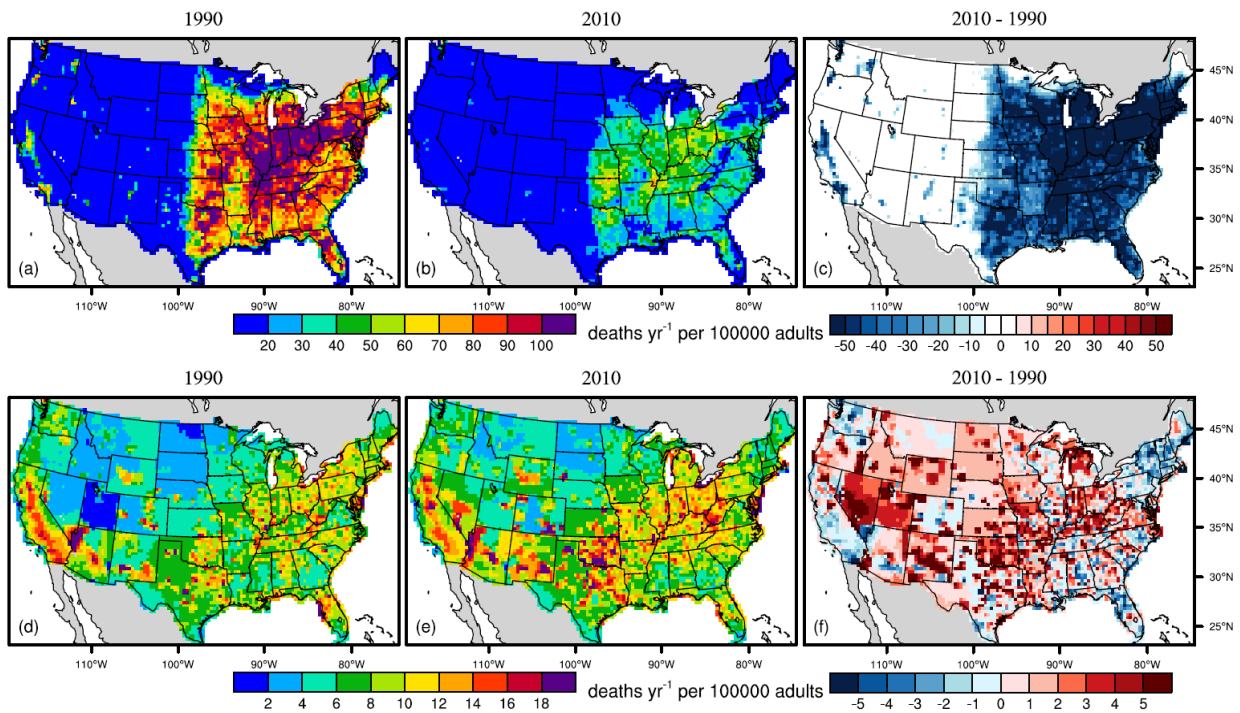 1990 2010 2010 - 1990
(a) (b) (c)
45°N
40°N
35°N
30°N
25°N
110°W 100°W 90°W 80°W 110°W 100°W 90°W 80°W 110°W 100°W 90°W 80°W
20 30 40 50 60 70 80 90 100 deaths yr⁻¹ per 100000 adults -50 -40 -30 -20 -10 0 10 20 30 40 50
1990 2010 2010 - 1990
(d) (e) (f)
45°N
40°N
35°N
30°N
25°N
110°W 100°W 90°W 80°W 110°W 100°W 90°W 80°W 110°W 100°W 90°W 80°W
2 4 6 8 10 12 14 16 18 deaths yr⁻¹ per 100000 adults -5 -4 -3 -2 -1 0 1 2 3 4 5